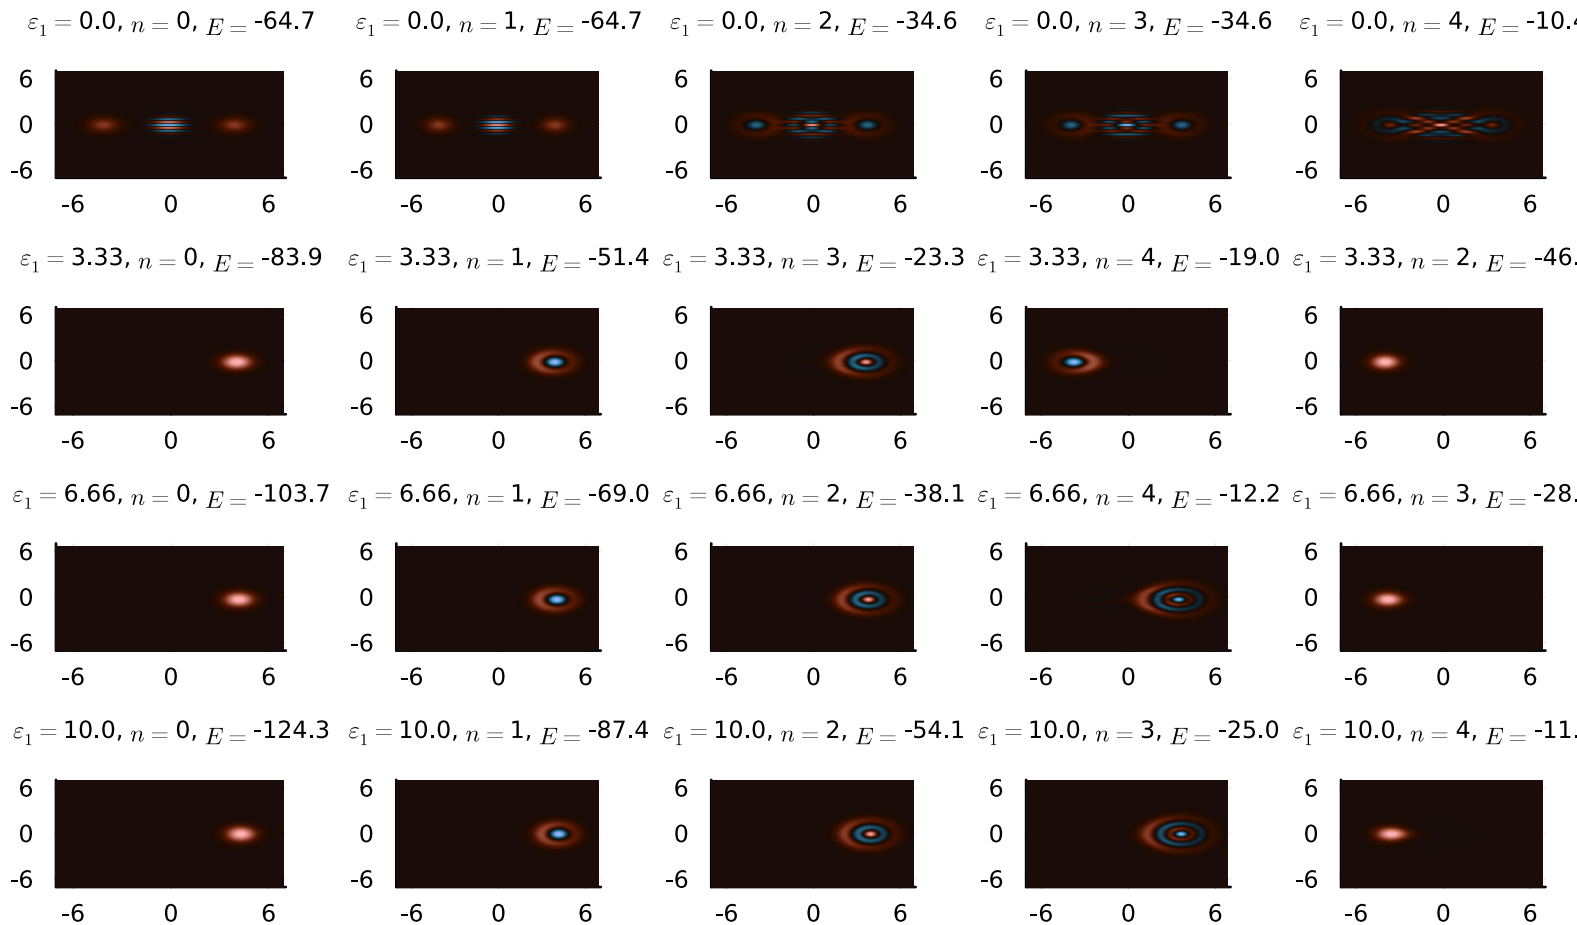 ε₁ = 0.0, n = 0, E = -64.7
ε₁ = 0.0, n = 1, E = -64.7
ε₁ = 0.0, n = 2, E = -34.6
ε₁ = 0.0, n = 3, E = -34.6
ε₁ = 0.0, n = 4, E = -10.4
6 6 6 6 6
0 0 0 0 0
-6 -6 -6 -6 -6
-6 0 6 -6 0 6 -6 0 6 -6 0 6 -6 0 6
ε₁ = 3.33, n = 0, E = -83.9
ε₁ = 3.33, n = 1, E = -51.4
ε₁ = 3.33, n = 3, E = -23.3
ε₁ = 3.33, n = 4, E = -19.0
ε₁ = 3.33, n = 2, E = -46.
6 6 6 6 6
0 0 0 0 0
-6 -6 -6 -6 -6
-6 0 6 -6 0 6 -6 0 6 -6 0 6 -6 0 6
ε₁ = 6.66, n = 0, E = -103.7
ε₁ = 6.66, n = 1, E = -69.0
ε₁ = 6.66, n = 2, E = -38.1
ε₁ = 6.66, n = 4, E = -12.2
ε₁ = 6.66, n = 3, E = -28.
6 6 6 6 6
0 0 0 0 0
-6 -6 -6 -6 -6
-6 0 6 -6 0 6 -6 0 6 -6 0 6 -6 0 6
ε₁ = 10.0, n = 0, E = -124.3
ε₁ = 10.0, n = 1, E = -87.4
ε₁ = 10.0, n = 2, E = -54.1
ε₁ = 10.0, n = 3, E = -25.0
ε₁ = 10.0, n = 4, E = -11.
6 6 6 6 6
0 0 0 0 0
-6 -6 -6 -6 -6
-6 0 6 -6 0 6 -6 0 6 -6 0 6 -6 0 6